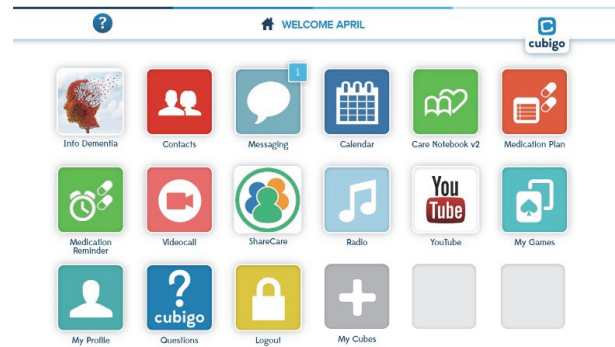 ?
WELCOME APRIL
cubigo
1
Info Dementia
Contacts
Messaging
Calendar
Care Notebook v2
Medication Plan
You
Tube
Medication
Reminder
Videocall
ShareCare
Radio
YouTube
My Games
?
cubigo
My Profile
Questions
Logout
My Cubes